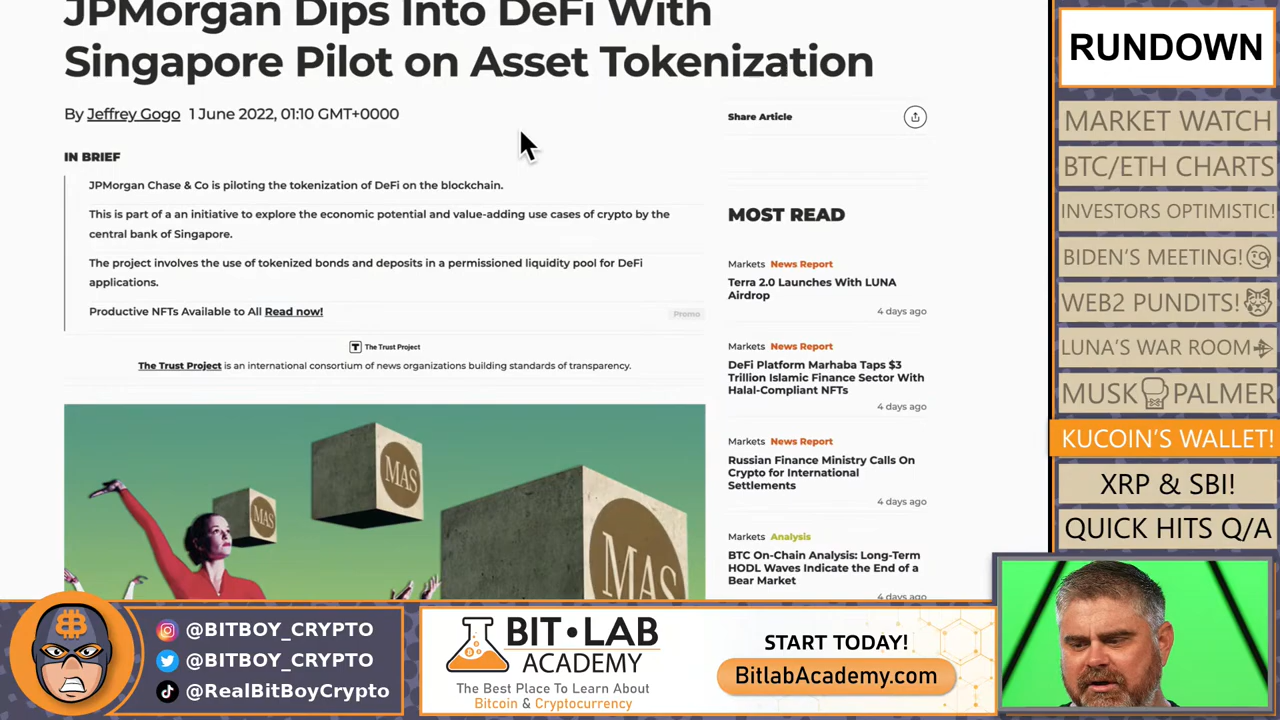 JPMorgan Dips Into DeFi With
Singapore Pilot on Asset Tokenization
By Jeffrey Gogo 1 June 2022, 01:10 GMT+0000
IN BRIEF
JPMorgan Chase & Co is piloting the tokenization of DeFi on the blockchain.
This is part of a an initiative to explore the economic potential and value-adding use cases of crypto by the
central bank of Singapore.
The project involves the use of tokenized bonds and deposits in a permissioned liquidity pool for DeFi
applications.
Productive NFTs Available to All Read now!
Promo
The Trust Project
The Trust Project is an international consortium of news organizations building standards of transparency.
MAS
MAS
MAS
Share Article
MOST READ
Markets News Report
Terra 2.0 Launches With LUNA
Airdrop
4 days ago
Markets News Report
DeFi Platform Marhaba Taps $3
Trillion Islamic Finance Sector With
Halal-Compliant NFTs
4 days ago
Markets News Report
Russian Finance Ministry Calls On
Crypto for International
Settlements
4 days ago
Markets Analysis
BTC On-Chain Analysis: Long-Term
HODL Waves Indicate the End of a
Bear Market
4 days ago
RUNDOWN
MARKET WATCH
BTC/ETH CHARTS
INVESTORS OPTIMISTIC!
BIDEN'S MEETING!
WEB2 PUNDITS!
LUNA'S WAR ROOM
MUSK PALMER
KUCOIN'S WALLET!
XRP & SBI!
QUICK HITS Q/A
@BITBOY_CRYPTO
@BITBOY_CRYPTO
@RealBitBoyCrypto
BIT•LAB
ACADEMY
The Best Place To Learn About
Bitcoin & Cryptocurrency
START TODAY!
BitlabAcademy.com